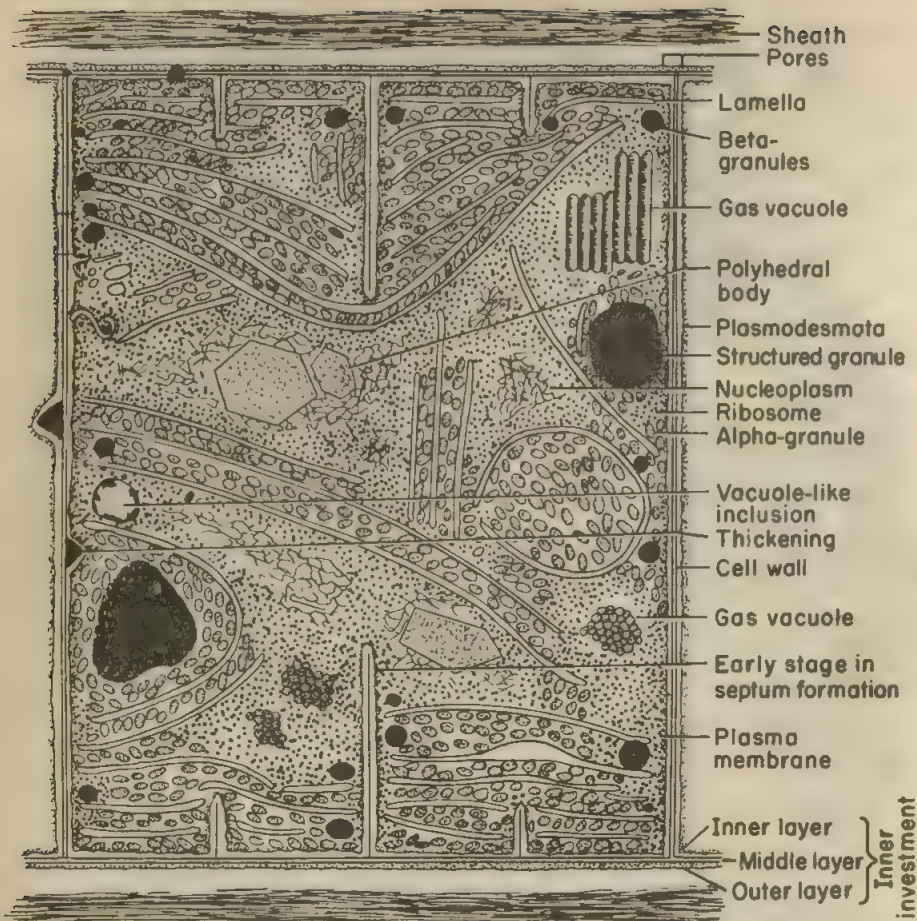 Sheath
Pores
Lamella
Beta-
granules
Gas vacuole
Polyhedral
body
Plasmodesmata
Structured granule
Nucleoplasm
Ribosome
Alpha-granule
Vacuole-like
inclusion
Thickening
Cell wall
Gas vacuole
Early stage in
septum formation
Plasma
membrane
Inner layer
Middle layer
Outer layer
Inner
investment